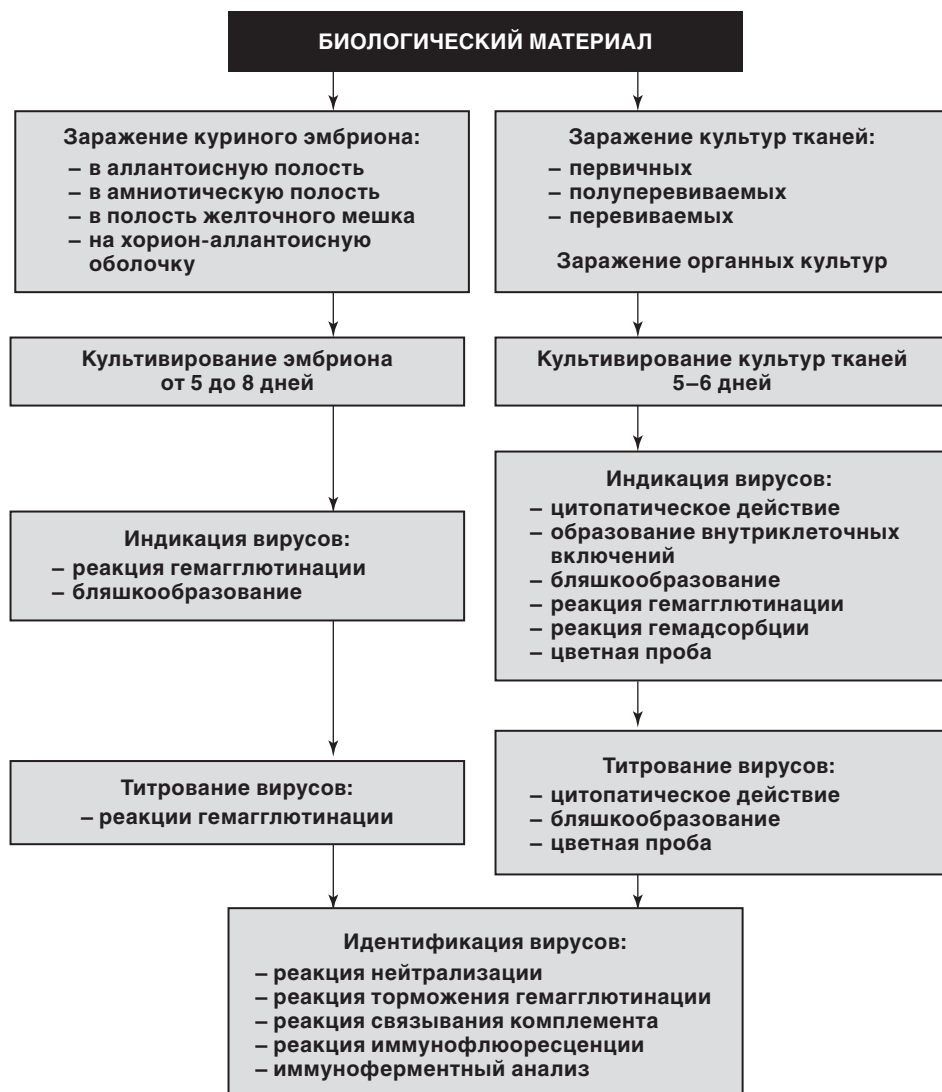 БИОЛОГИЧЕСКИЙ МАТЕРИАЛ
Заражение куриного эмбриона:
– в аллантоисную полость
– в амниотическую полость
– в полость желточного мешка
– на хорион-аллантоисную
оболочку
Заражение культур тканей:
– первичных
– полуперевиваемых
– перевиваемых
Заражение органных культур
Культивирование эмбриона
от 5 до 8 дней
Культивирование культур тканей
5–6 дней
Индикация вирусов:
– реакция гемагглютинации
– бляшкообразование
Индикация вирусов:
– цитопатическое действие
– образование внутриклеточных
включений
– бляшкообразование
– реакция гемагглютинации
– реакция гемадсорбции
– цветная проба
Титрование вирусов:
– реакции гемагглютинации
Титрование вирусов:
– цитопатическое действие
– бляшкообразование
– цветная проба
Идентификация вирусов:
– реакция нейтрализации
– реакция торможения гемагглютинации
– реакция связывания комплемента
– реакция иммунофлюоресценции
– иммуноферментный анализ